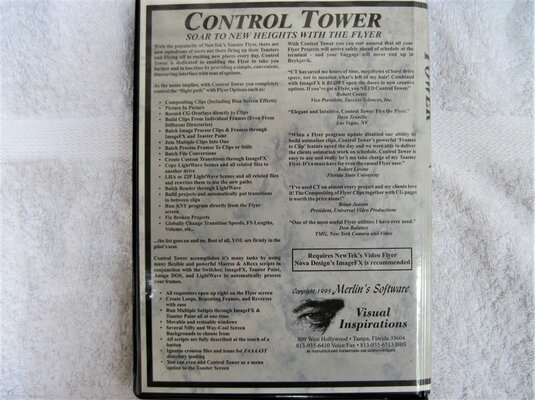 CONTROL TOWER
SOAR TO NEW HEIGHTS WITH THE FLYER
With the popularity of NewTek's Toaster Flyer, there are
new squadrons of users out there firing up their Toasters
and Flying off to exciting new places every day. Control
Tower is dedicated to enabling the Flyer to take you
further and in less time by providing a simple, convenient,
timesaving interface with tons of options.
As the name implies, with Control Tower you completely
control the "flight path" with Flyer Options such as:
• Compositing Clips (Including Blue Screen Effects)
• Picture In Picture
• Record CG Overlays directly to Clips
• Build Clips From Individual Frames (Even From
Different Directories)
• Batch Image Process Clips & Frames through
ImageFX and Toaster Paint
• Join Multiple Clips Into One
• Batch Process Frames To Clips or Stills
• Batch File Conversions
• Create Custom Transitions through ImageFX
• Copy LightWave Scenes and all related files to
another drive
• LHA or ZIP LightWave Scenes and all related files
and rewrites them to use the new paths
• Batch Render through LightWave
• Build projects and automatically put transitions
in between clips
• Run ANY program directly from the Flyer
screen
• Fix Broken Projects
• Globally Change Transition Speeds, FS Lengths,
Volume, etc...
...the list goes on and on. Best of all, YOU are firmly in the
pilot's seat.
Control Tower accomplishes it's many tasks by using
many flexible and powerful Macros & ARexx scripts in
conjunction with the Switcher, ImageFX, Toaster Paint,
Amiga DOS, and LightWave to automatically process
your frames.
• All requesters open up right on the Flyer screen
• Create Loops, Repeating Frames, and Reverses
with ease
• Run Multiple Scripts through ImageFX &
Toaster Paint all at one time
• Movable and resizable windows
• Several Nifty and Way-Cool Screen
Backgrounds to choose from
• All scripts are fully described at the touch of a
button
• Ignores erosion files and icons for FAAAAST
directory loading
• You can even add Control Tower as a menu
option to the Toaster Screen
With Control Tower you can rest assured that all your
Flyer Projects will arrive safely ahead of schedule at the
terminal - and your baggage will never end up in
Reykjavik.
"CT has saved me hours of time, megabytes of hard drive
space, not to mention what's left of my hair! Combined
with ImageFX is BLOWS open the doors to new creative
options. If you've got a Flyer, you NEED Control Tower."
Robert Coates
Vice President, Success Sciences, Inc.
"Elegant and Intuitive, Control Tower Flys the Flyer."
Dave Tensille
Las Vegas, NV
"When a Flyer program update disabled our ability to
build animation clips, Control Tower's powerful 'Frames
to Clip' feature saved the day and we were able to deliver
the clients animation work on schedule. Control Tower is
easy to use and really let's me take charge of my Toaster
Flyer. It's a must have for even the casual Flyer user."
Robert Levine
Florida State University
"I've used CT on almost every project and my clients love
it! The Compositing of Flyer Clips together with CG pages
is worth the price alone!"
Brian Jansen
President, Universal Video Productions
"One of the most useful Flyer utilities I have ever used."
Don Balance
TMG, New York Camera and Video
Requires NewTek's Video Flyer
Nova Design's ImageFX is recommended
Copyright 1995 Merlin's Software
Visual
Inspirations
809 West Hollywood • Tampa, Florida 33604
813-935-6410 Voice/Fax • 813-935-6513 BBS
All manufacturers trademarks are acknowledged.
TOWER